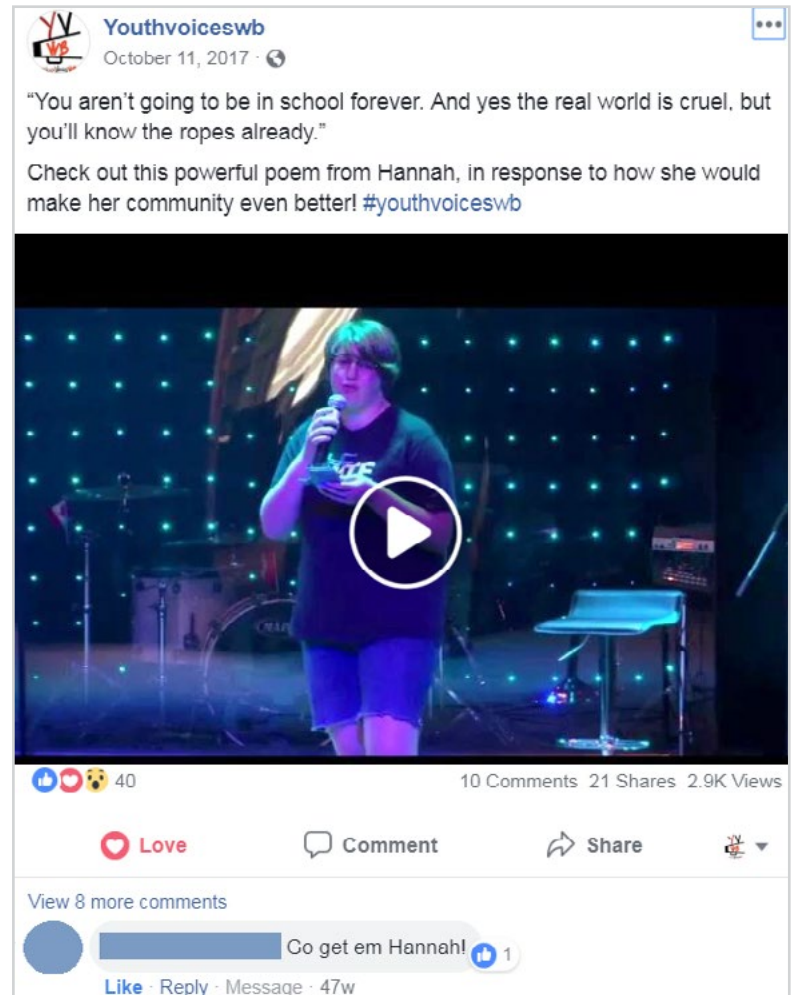 Youthvoiceswb
October 11, 2017 ·
“You aren’t going to be in school forever. And yes the real world is cruel, but
you’ll know the ropes already.”
Check out this powerful poem from Hannah, in response to how she would
make her community even better! #youthvoiceswb
40
10 Comments 21 Shares 2.9K Views
Love
Comment
Share
View 8 more comments
Go get em Hannah!
1
Like · Reply · Message · 47w